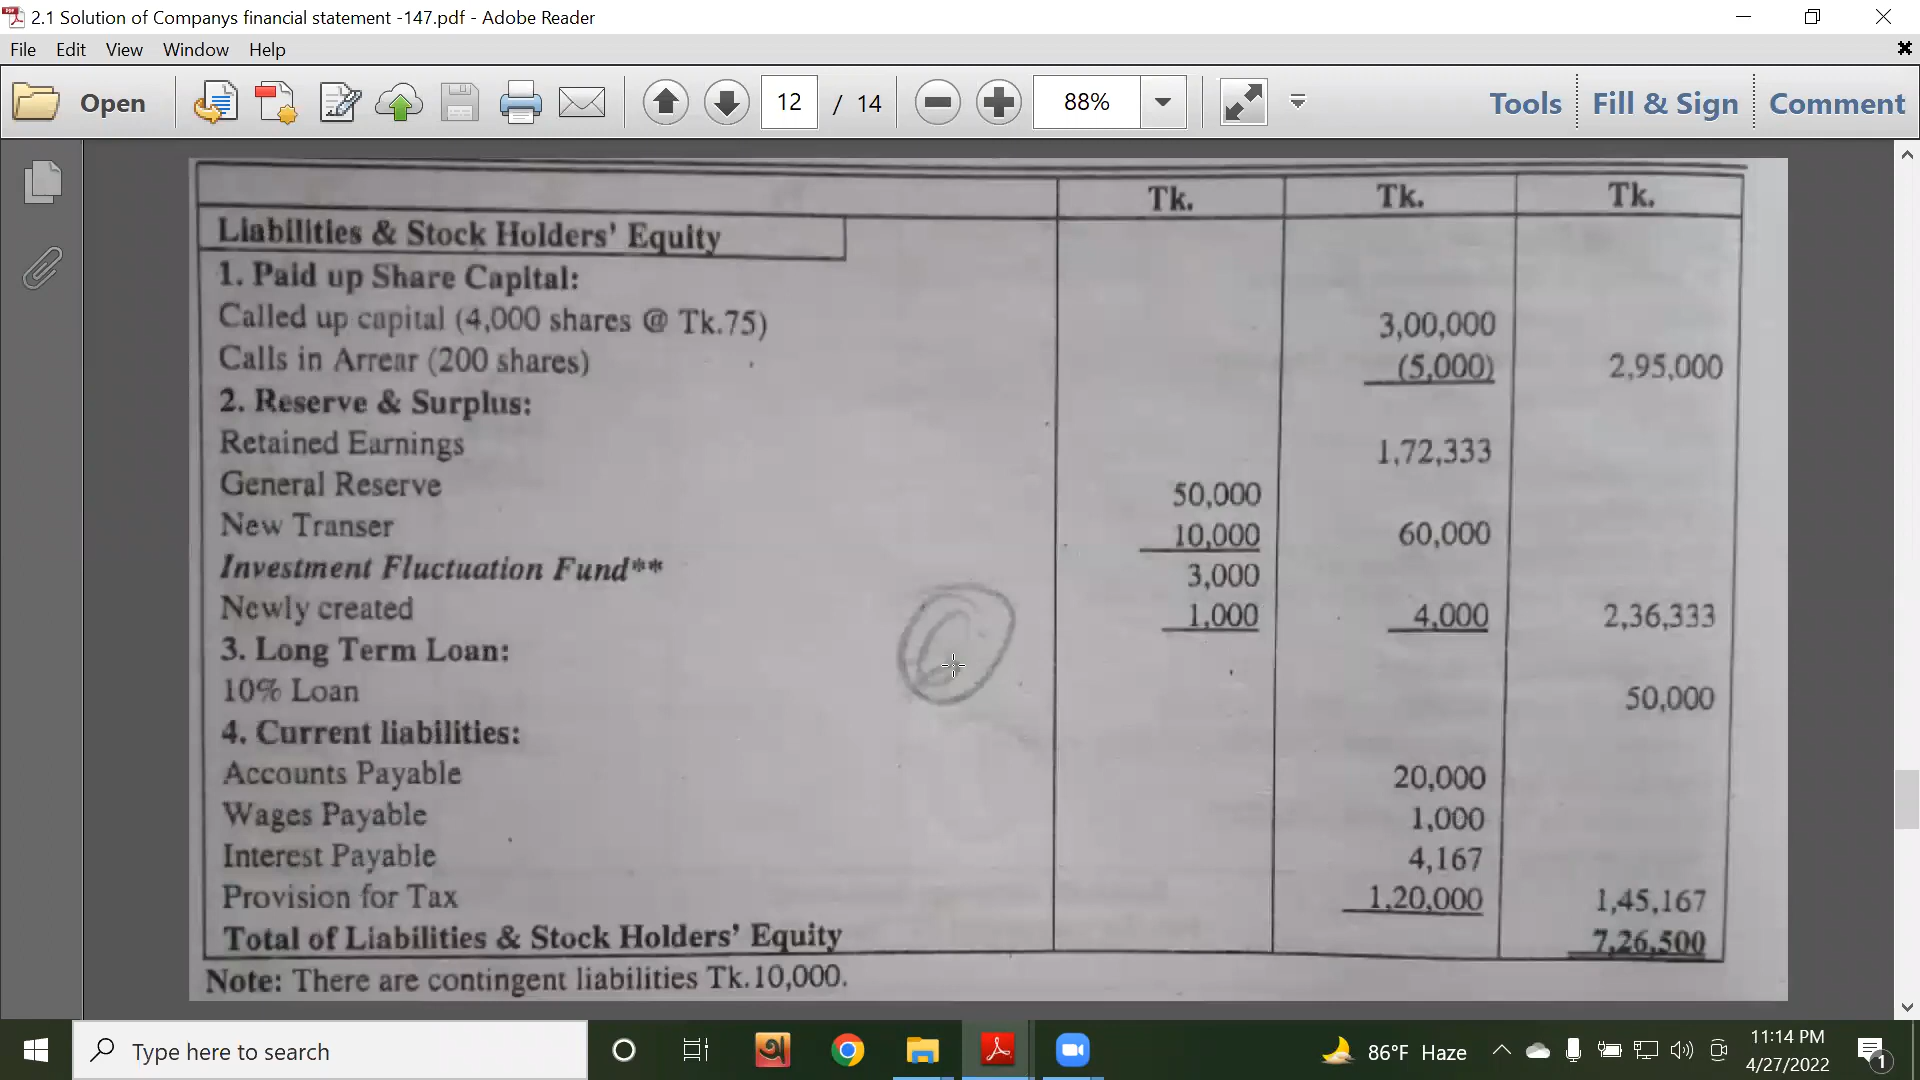 2.1 Solution of Companys financial statement -147.pdf - Adobe Reader
File Edit View Window Help
Open 12 / 14 88% Tools Fill & Sign Comment
Tk. Tk. Tk.
Liabilities & Stock Holders' Equity
1. Paid up Share Capital:
Called up capital (4,000 shares @ Tk.75) 3,00,000
Calls in Arrear (200 shares) (5,000) 2,95,000
2. Reserve & Surplus:
Retained Earnings 1,72,333
General Reserve 50,000
New Transer 10,000 60,000
Investment Fluctuation Fund** 3,000
Newly created 1,000 4,000 2,36,333
3. Long Term Loan:
10% Loan 50,000
4. Current liabilities:
Accounts Payable 20,000
Wages Payable 1,000
Interest Payable 4,167
Provision for Tax 1,20,000 1,45,167
Total of Liabilities & Stock Holders' Equity 7,26,500
Note: There are contingent liabilities Tk.10,000.
Type here to search
অ
86°F Haze
11:14 PM
4/27/2022
1